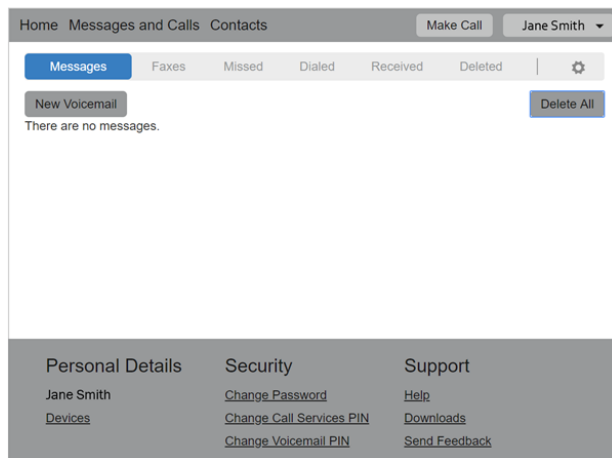 Home Messages and Calls Contacts Make Call Jane Smith
Messages Faxes Missed Dialed Received Deleted
New Voicemail Delete All
There are no messages.
Personal Details Security Support
Jane Smith Change Password Help
Devices Change Call Services PIN Downloads
Change Voicemail PIN Send Feedback